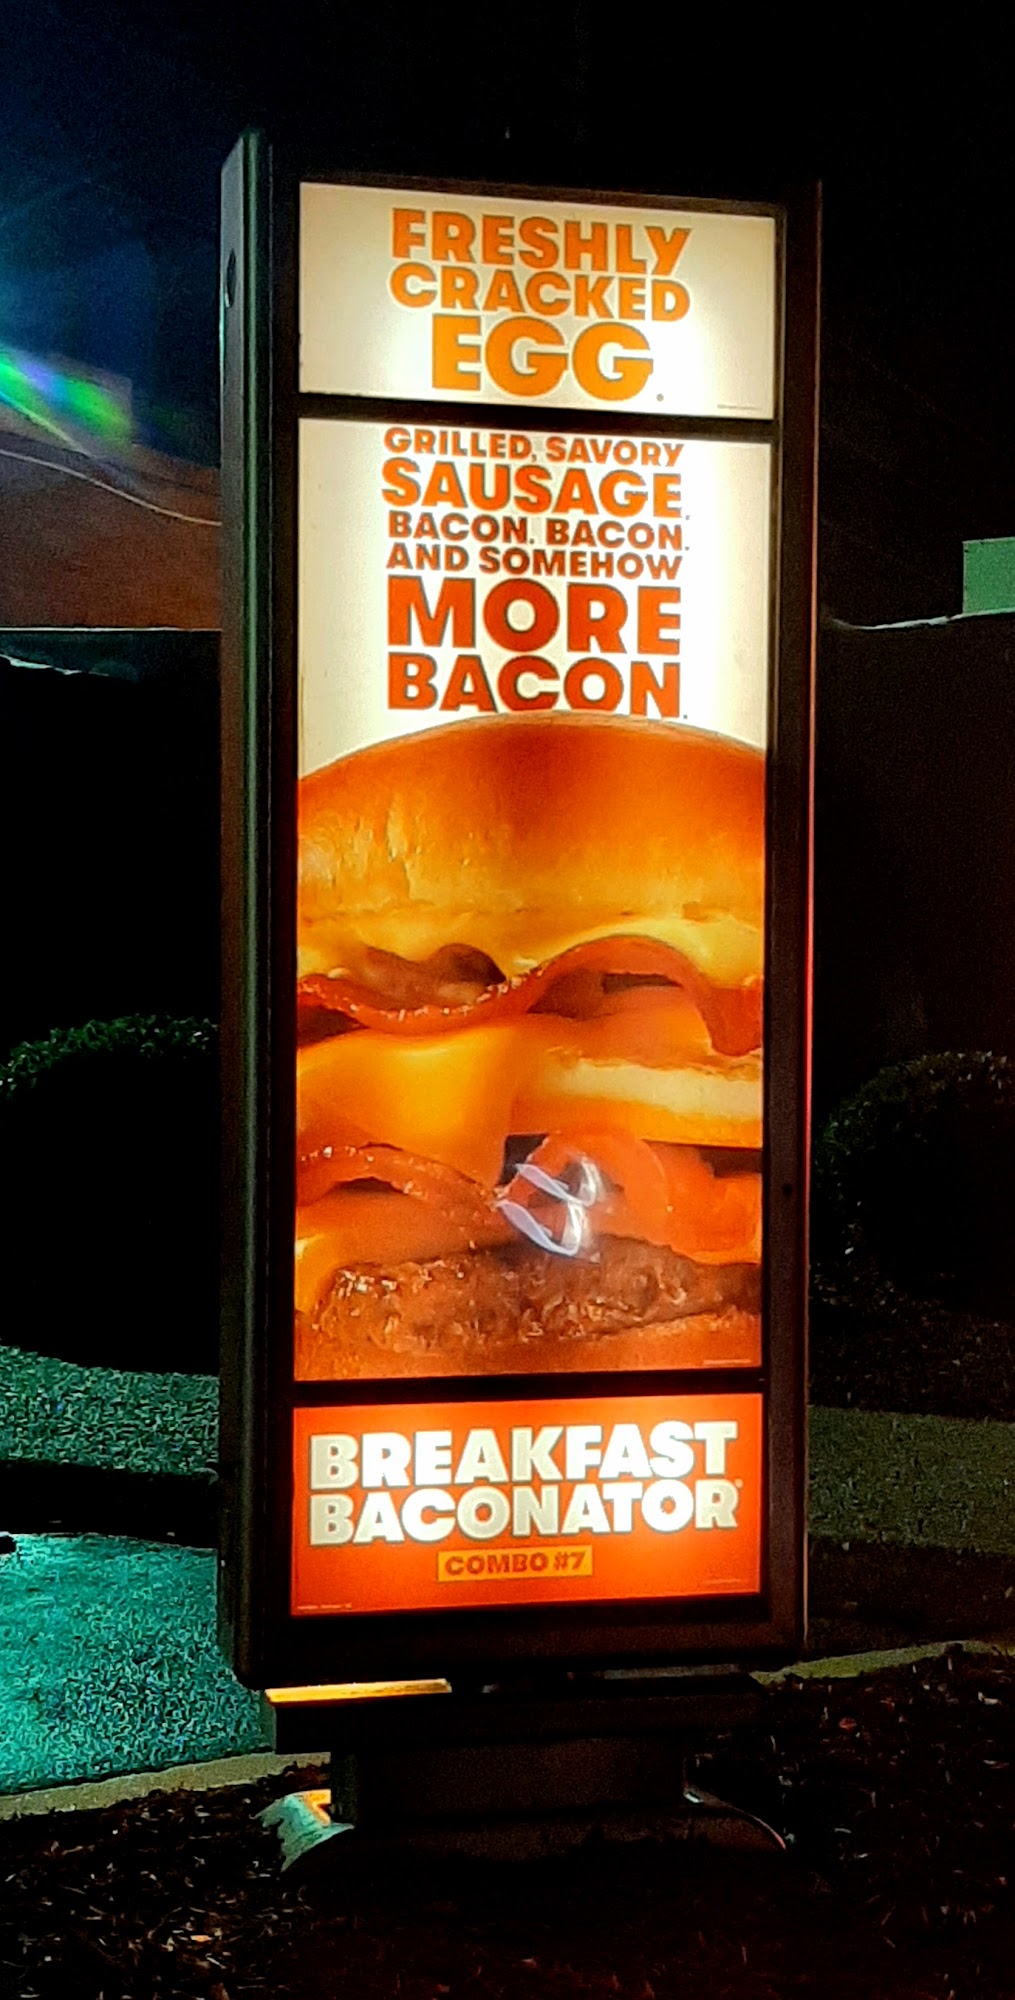 FRESHLY
CRACKED
EGG.
GRILLED, SAVORY
SAUSAGE.
BACON. BACON.
AND SOMEHOW
MORE
BACON.
BREAKFAST
BACONATOR®
COMBO #7